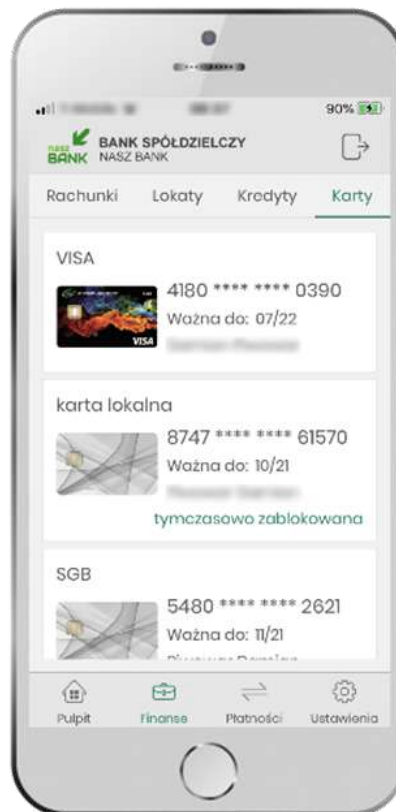 90%
nasz
BANK
BANK SPÓŁDZIELCZY
NASZ BANK
Rachunki Lokaty Kredyty Karty
VISA
4180 **** **** 0390
Ważna do: 07/22
VISA
karta lokalna
8747 **** **** 61570
Ważna do: 10/21
tymczasowo zablokowana
SGB
5480 **** **** 2621
Ważna do: 11/21
Pulpit Finanse Płatności Ustawienia